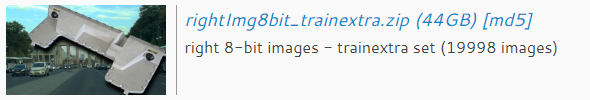 rightImg8bit_trainextra.zip (44GB) [md5]
right 8-bit images - trainextra set (19998 images)